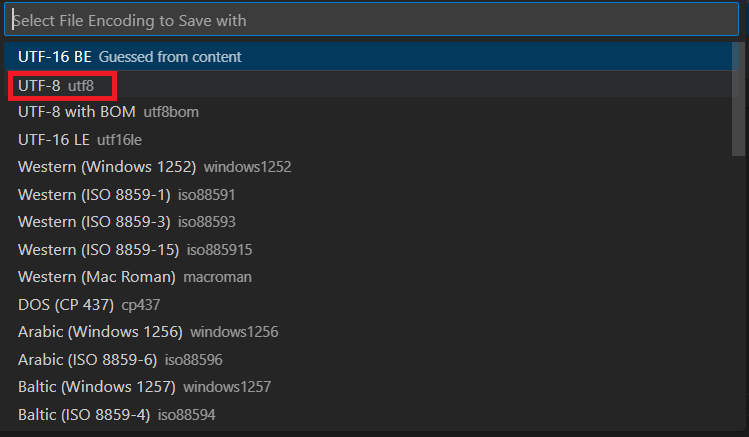 Select File Encoding to Save with
UTF-16 BE Guessed from content
UTF-8 utf8
UTF-8 with BOM utf8bom
UTF-16 LE utf16le
Western (Windows 1252) windows1252
Western (ISO 8859-1) iso88591
Western (ISO 8859-3) iso88593
Western (ISO 8859-15) iso885915
Western (Mac Roman) macroman
DOS (CP 437) cp437
Arabic (Windows 1256) windows1256
Arabic (ISO 8859-6) iso88596
Baltic (Windows 1257) windows1257
Baltic (ISO 8859-4) iso88594